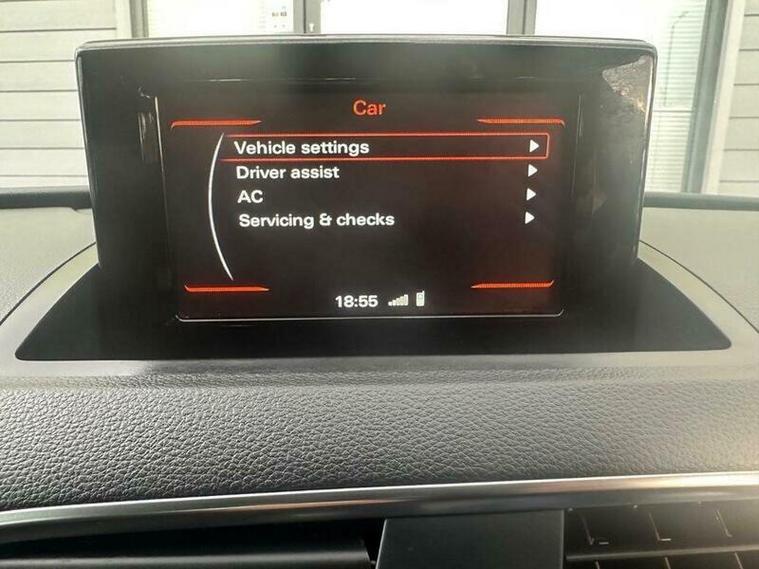 Car
Vehicle settings
Driver assist
AC
Servicing & checks
18:55